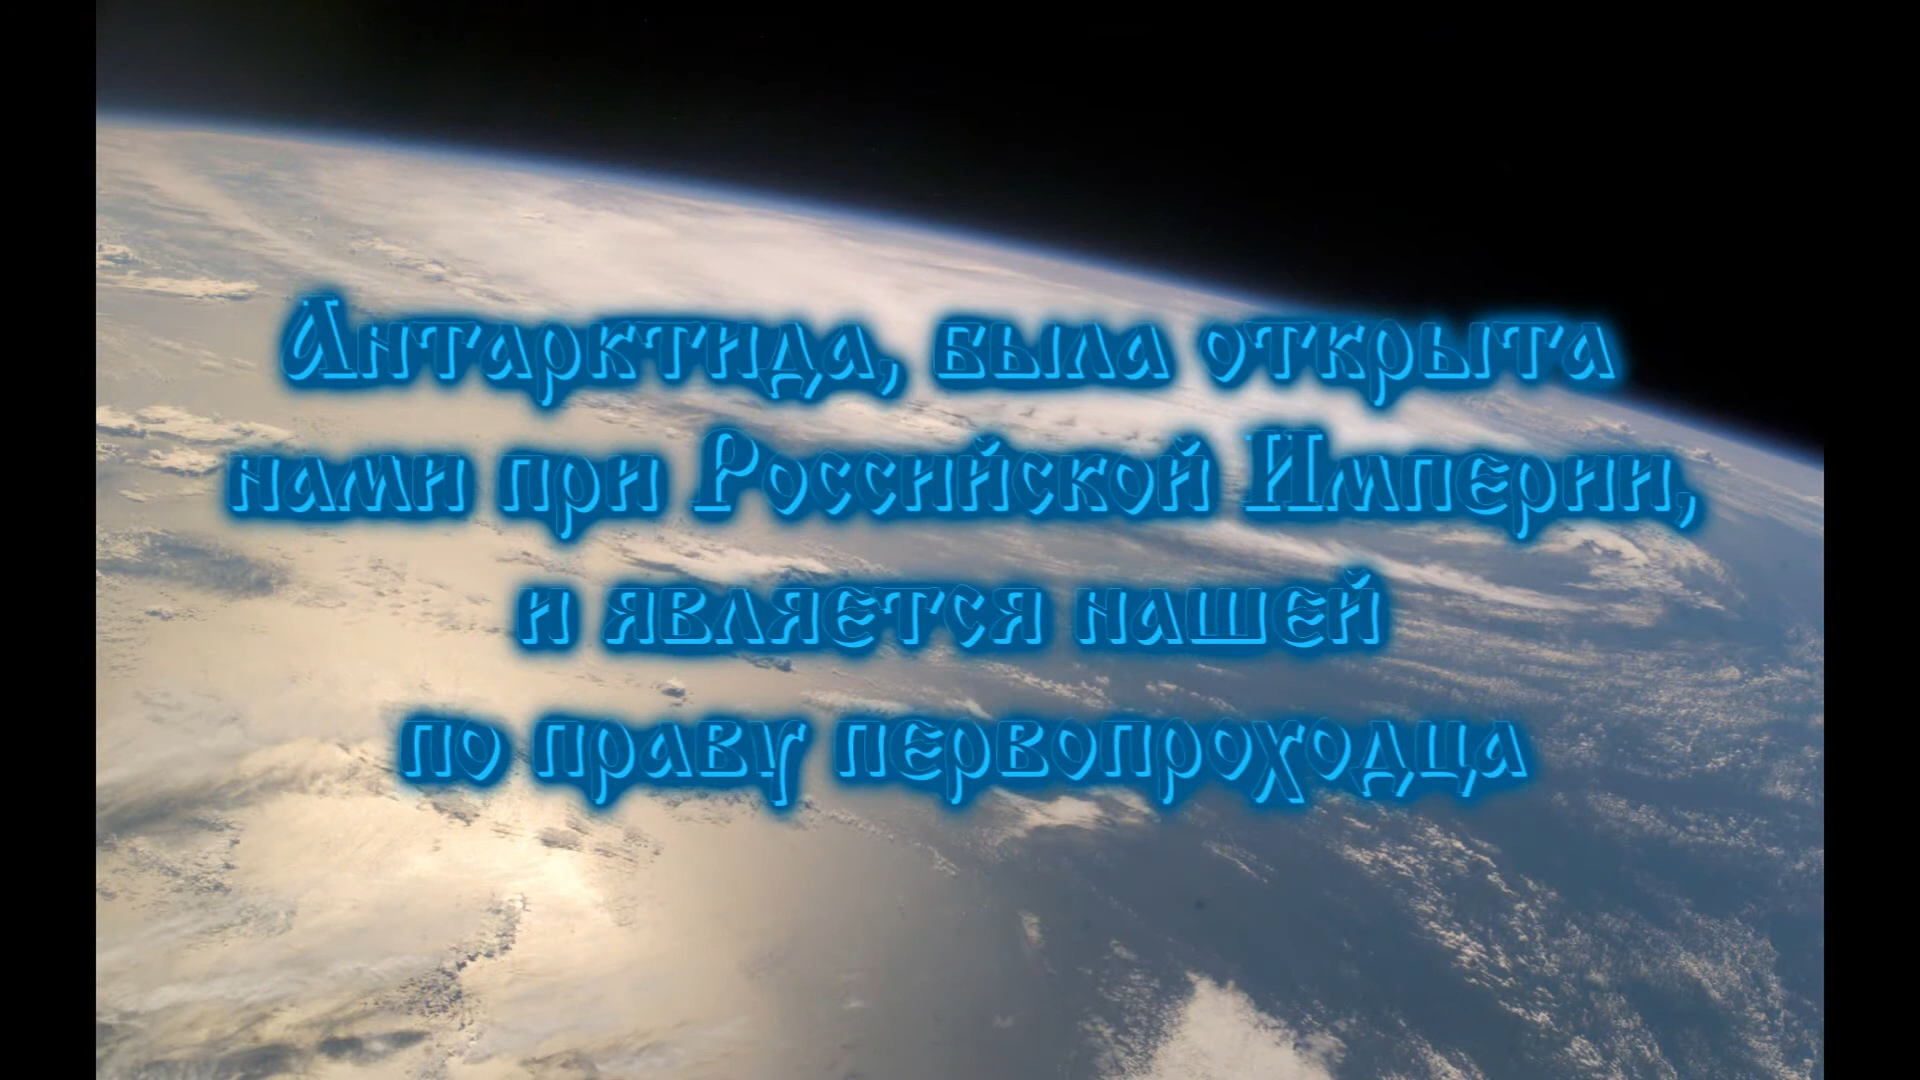 Антарктида, была открыта
нами при Российской Империи,
и является нашей
по праву первопроходца